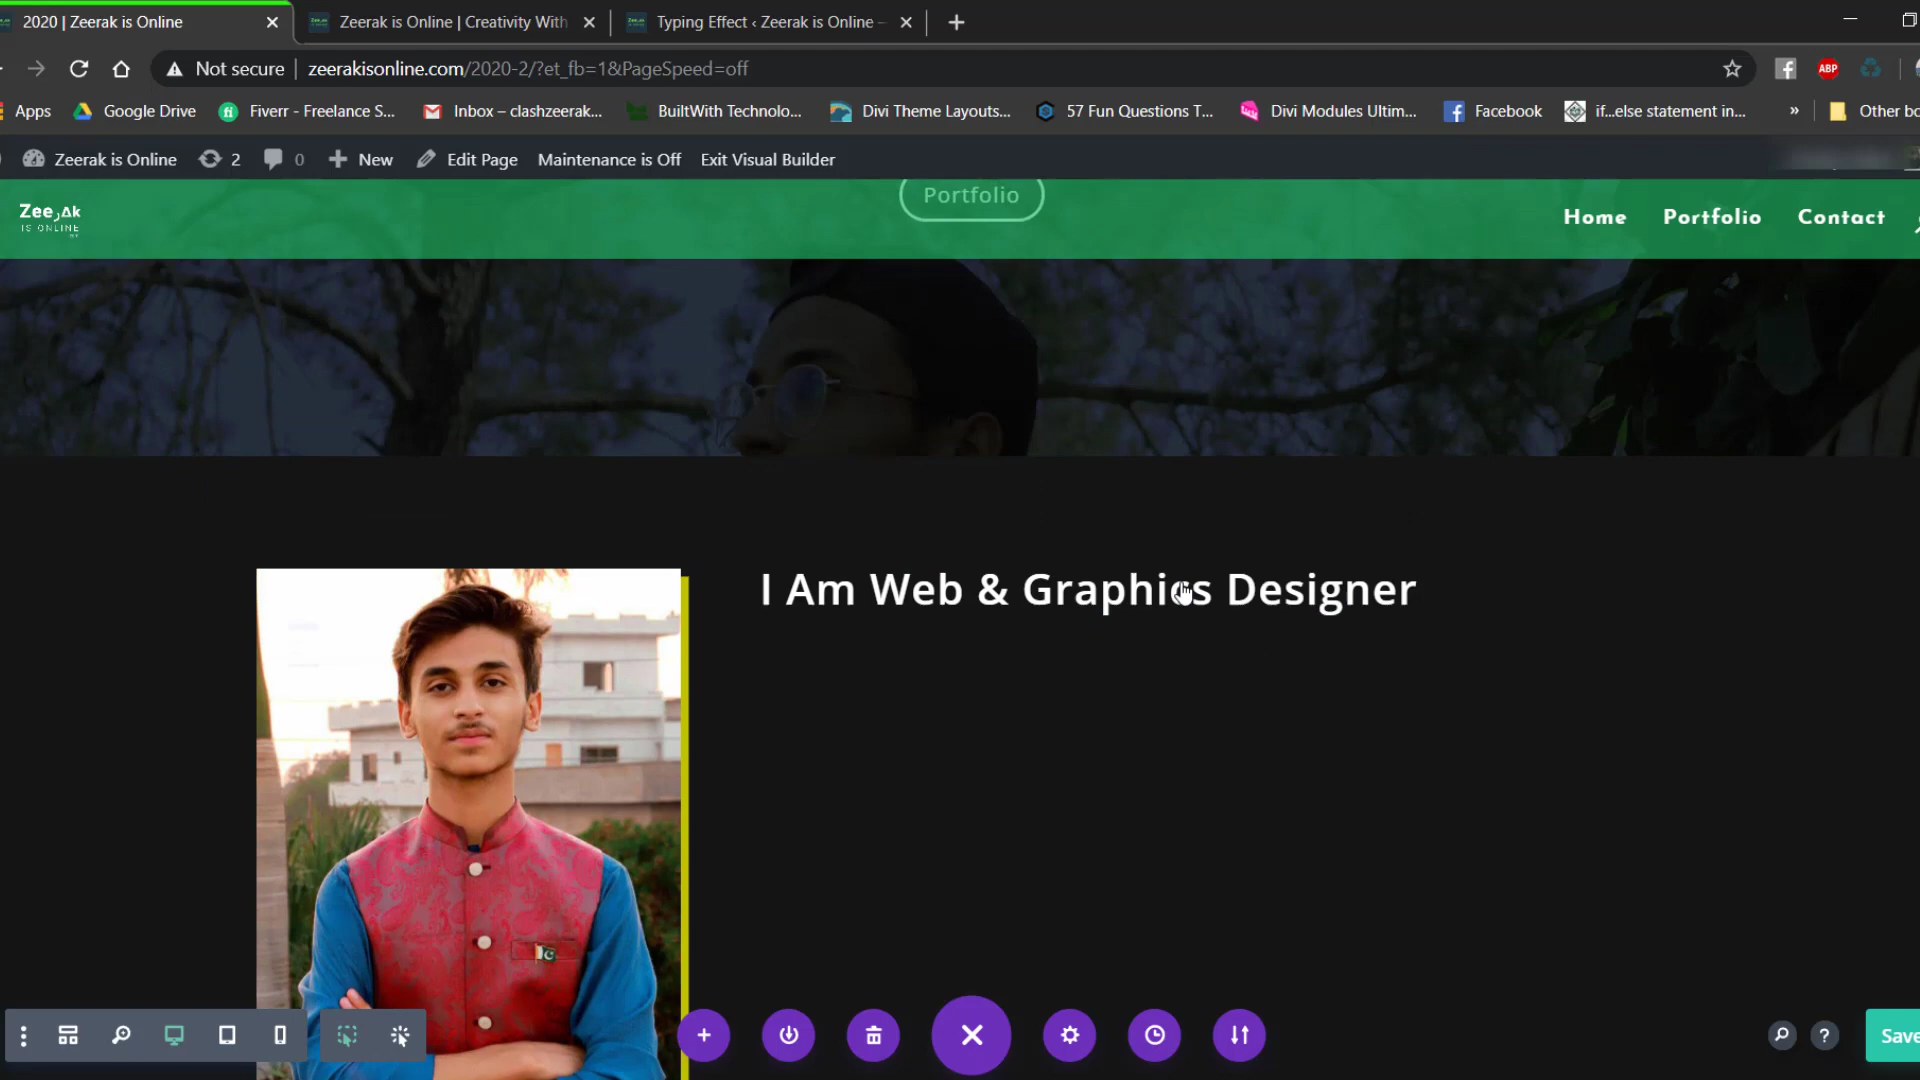 2020 | Zeerak is Online
Zeerak is Online | Creativity With
Typing Effect ‹ Zeerak is Online –
Not secure
zeerakisonline.com/2020-2/?et_fb=1&PageSpeed=off
ABP
Apps
Google Drive
Fiverr - Freelance S...
Inbox – clashzeerak...
BuiltWith Technolo...
Divi Theme Layouts...
57 Fun Questions T...
Divi Modules Ultim...
Facebook
if...else statement in...
»
Other bo
Zeerak is Online
2
0
New
Edit Page
Maintenance is Off
Exit Visual Builder
IS ONLINE
Portfolio
Home
Portfolio
Contact
I Am Web & Graphics Designer
?
Save